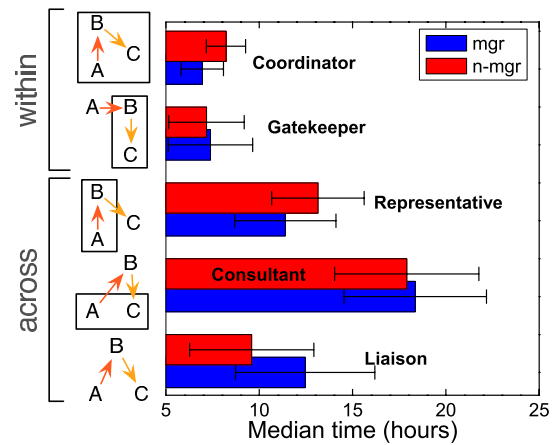 within
across
B
C
A
A B
C
B
C
A
B
A C
B
A C
mgr
n-mgr
Coordinator
Gatekeeper
Representative
Consultant
Liaison
5 10 15 20 25
Median time (hours)